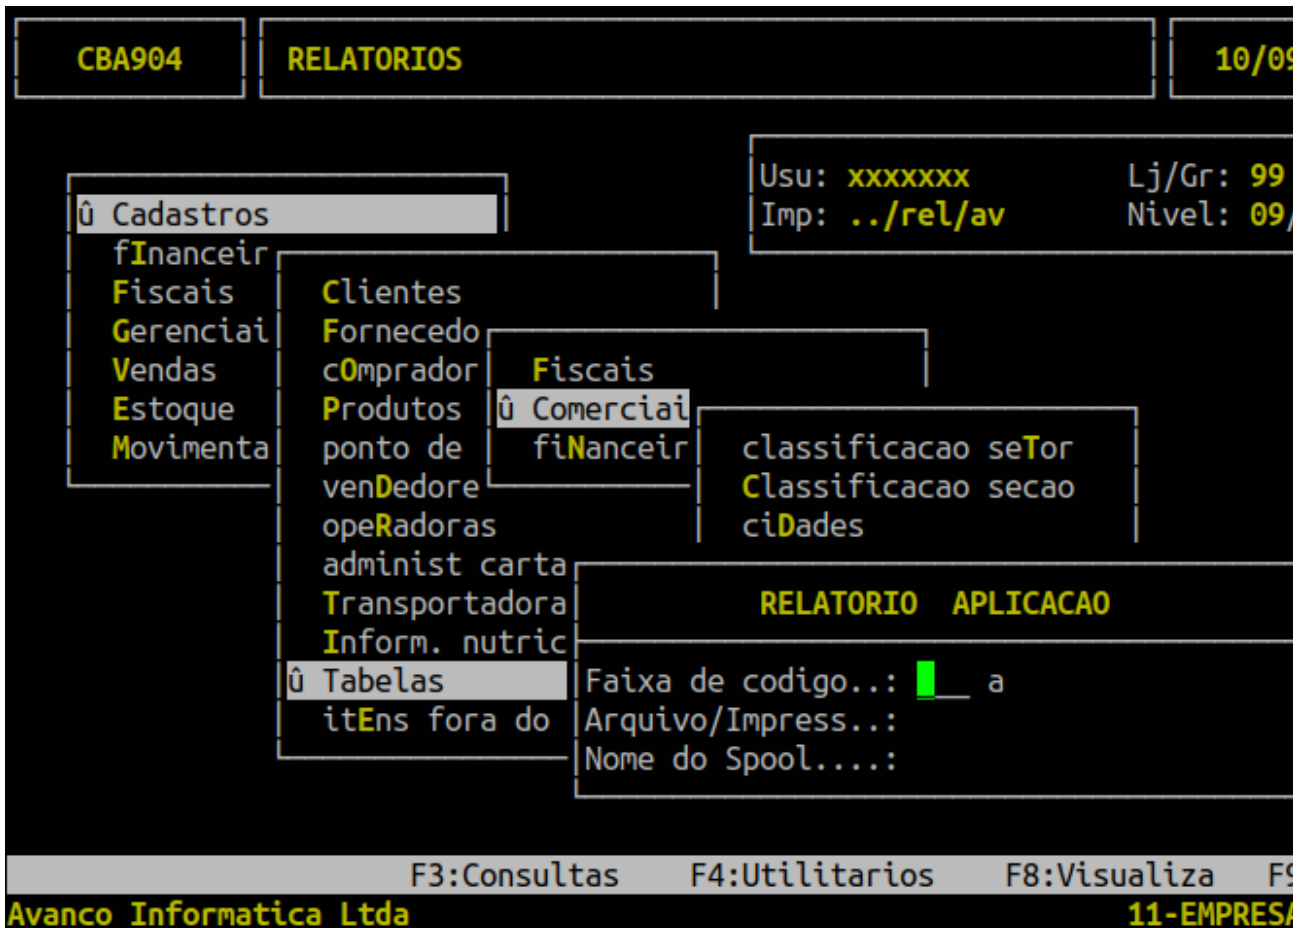 CBA904 RELATORIOS 10/09
Usu: xxxxxxx Lj/Gr: 99
û Cadastros Imp: ../rel/av Nivel: 09/
fInanceir
Fiscais Clientes
Gerenciai Fornecedo
Vendas cOmprador Fiscais
Estoque Produtos û Comerciai
Movimenta ponto de fiNanceir classificacao seTor
venDedore Classificacao secao
opeRadoras ciDades
administ carta
Transportadora RELATORIO APLICACAO
Inform. nutric
û Tabelas Faixa de codigo..: ___ a
itEns fora do Arquivo/Impress..:
Nome do Spool....:
F3:Consultas F4:Utilitarios F8:Visualiza F9
Avanco Informatica Ltda 11-EMPRESA